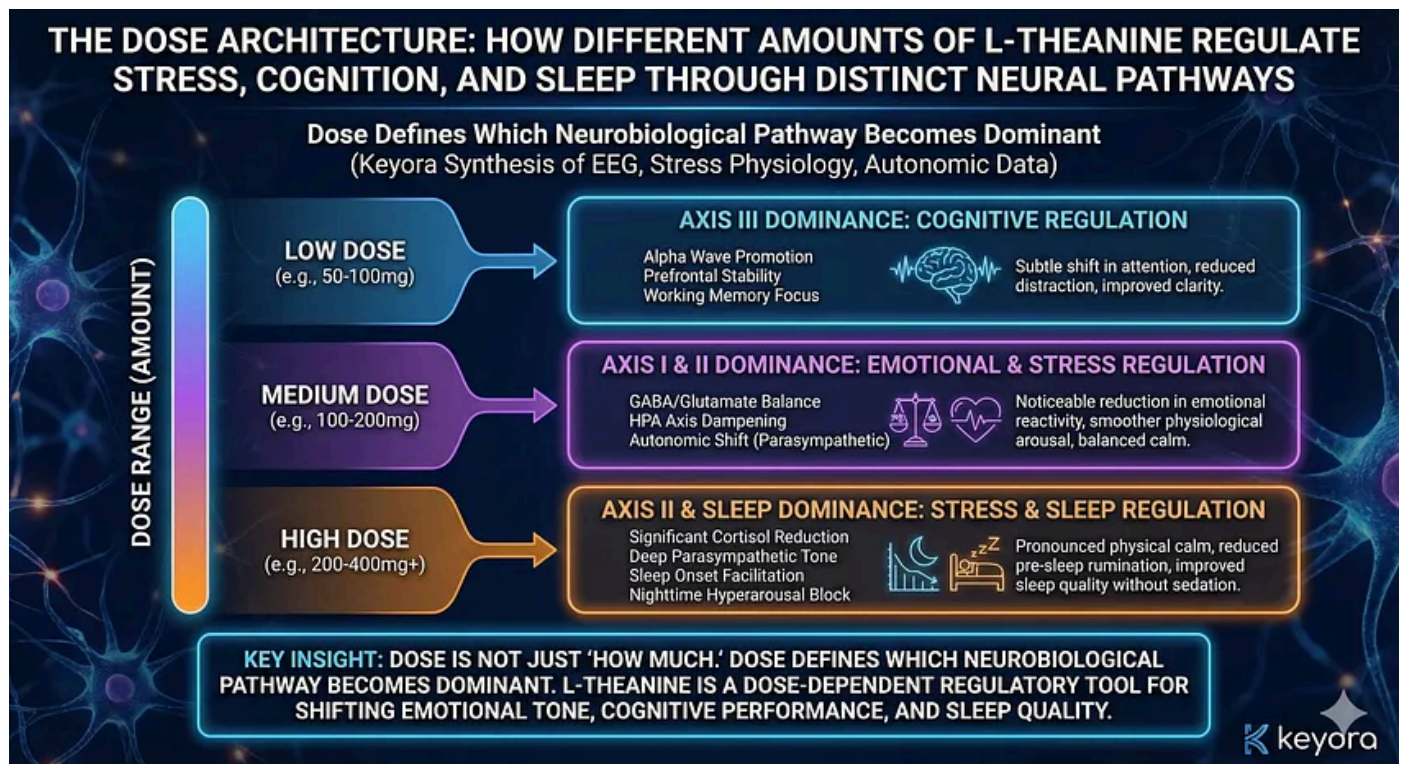 THE DOSE ARCHITECTURE: HOW DIFFERENT AMOUNTS OF L-THEANINE REGULATE
STRESS, COGNITION, AND SLEEP THROUGH DISTINCT NEURAL PATHWAYS
Dose Defines Which Neurobiological Pathway Becomes Dominant
(Keyora Synthesis of EEG, Stress Physiology, Autonomic Data)
DOSE RANGE (AMOUNT)
LOW DOSE
(e.g., 50-100mg)
AXIS III DOMINANCE: COGNITIVE REGULATION
Alpha Wave Promotion
Prefrontal Stability
Working Memory Focus
Subtle shift in attention, reduced
distraction, improved clarity.
MEDIUM DOSE
(e.g., 100-200mg)
AXIS I & II DOMINANCE: EMOTIONAL & STRESS REGULATION
GABA/Glutamate Balance
HPA Axis Dampening
Autonomic Shift (Parasympathetic)
Noticeable reduction in emotional
reactivity, smoother physiological
arousal, balanced calm.
HIGH DOSE
(e.g., 200-400mg+)
AXIS II & SLEEP DOMINANCE: STRESS & SLEEP REGULATION
Significant Cortisol Reduction
Deep Parasympathetic Tone
Sleep Onset Facilitation
Nighttime Hyperarousal Block
zzZ
Pronounced physical calm, reduced
pre-sleep rumination, improved
sleep quality without sedation.
KEY INSIGHT: DOSE IS NOT JUST ‘HOW MUCH.‘ DOSE DEFINES WHICH NEUROBIOLOGICAL
PATHWAY BECOMES DOMINANT. L-THEANINE IS A DOSE-DEPENDENT REGULATORY TOOL FOR
SHIFTING EMOTIONAL TONE, COGNITIVE PERFORMANCE, AND SLEEP QUALITY.
keyora